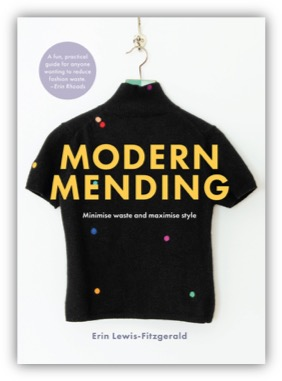 A fun, practical
guide for anyone
wanting to reduce
fashion waste
–Erin Rhoads
MODERN
MENDING
Minimise waste and maximise style
Erin Lewis-Fitzgerald